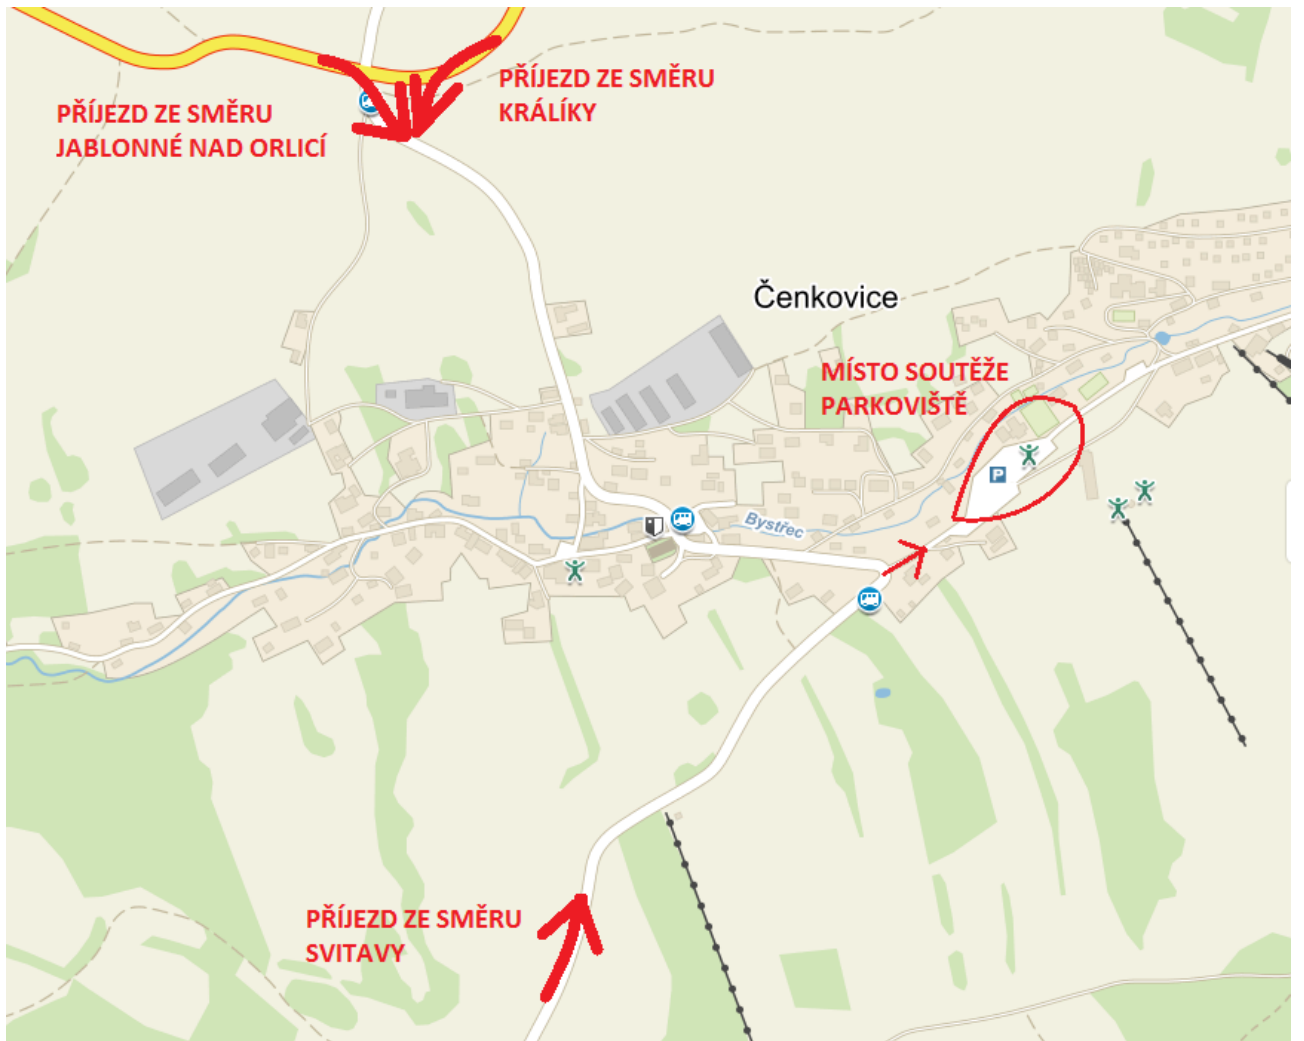 PŘÍJEZD ZE SMĚRU
KRÁLÍKY
PŘÍJEZD ZE SMĚRU
JABLONNÉ NAD ORLICÍ
Čenkovice
MÍSTO SOUTĚŽE
PARKOVIŠTĚ
P
Bystřec
PŘÍJEZD ZE SMĚRU
SVITAVY